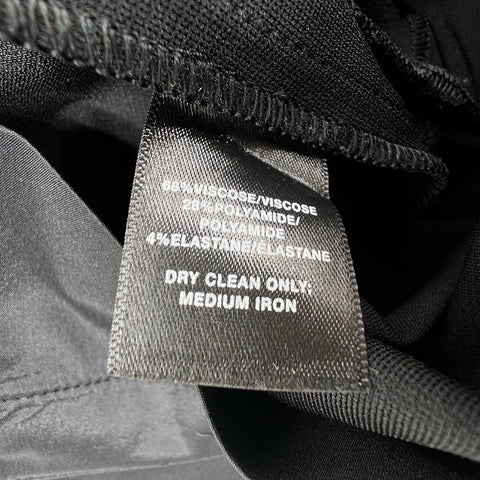 68%VISCOSE/VISCOSE
28%POLYAMIDE/
POLYAMIDE
4%ELASTANE/ELASTANE
DRY CLEAN ONLY:
MEDIUM IRON